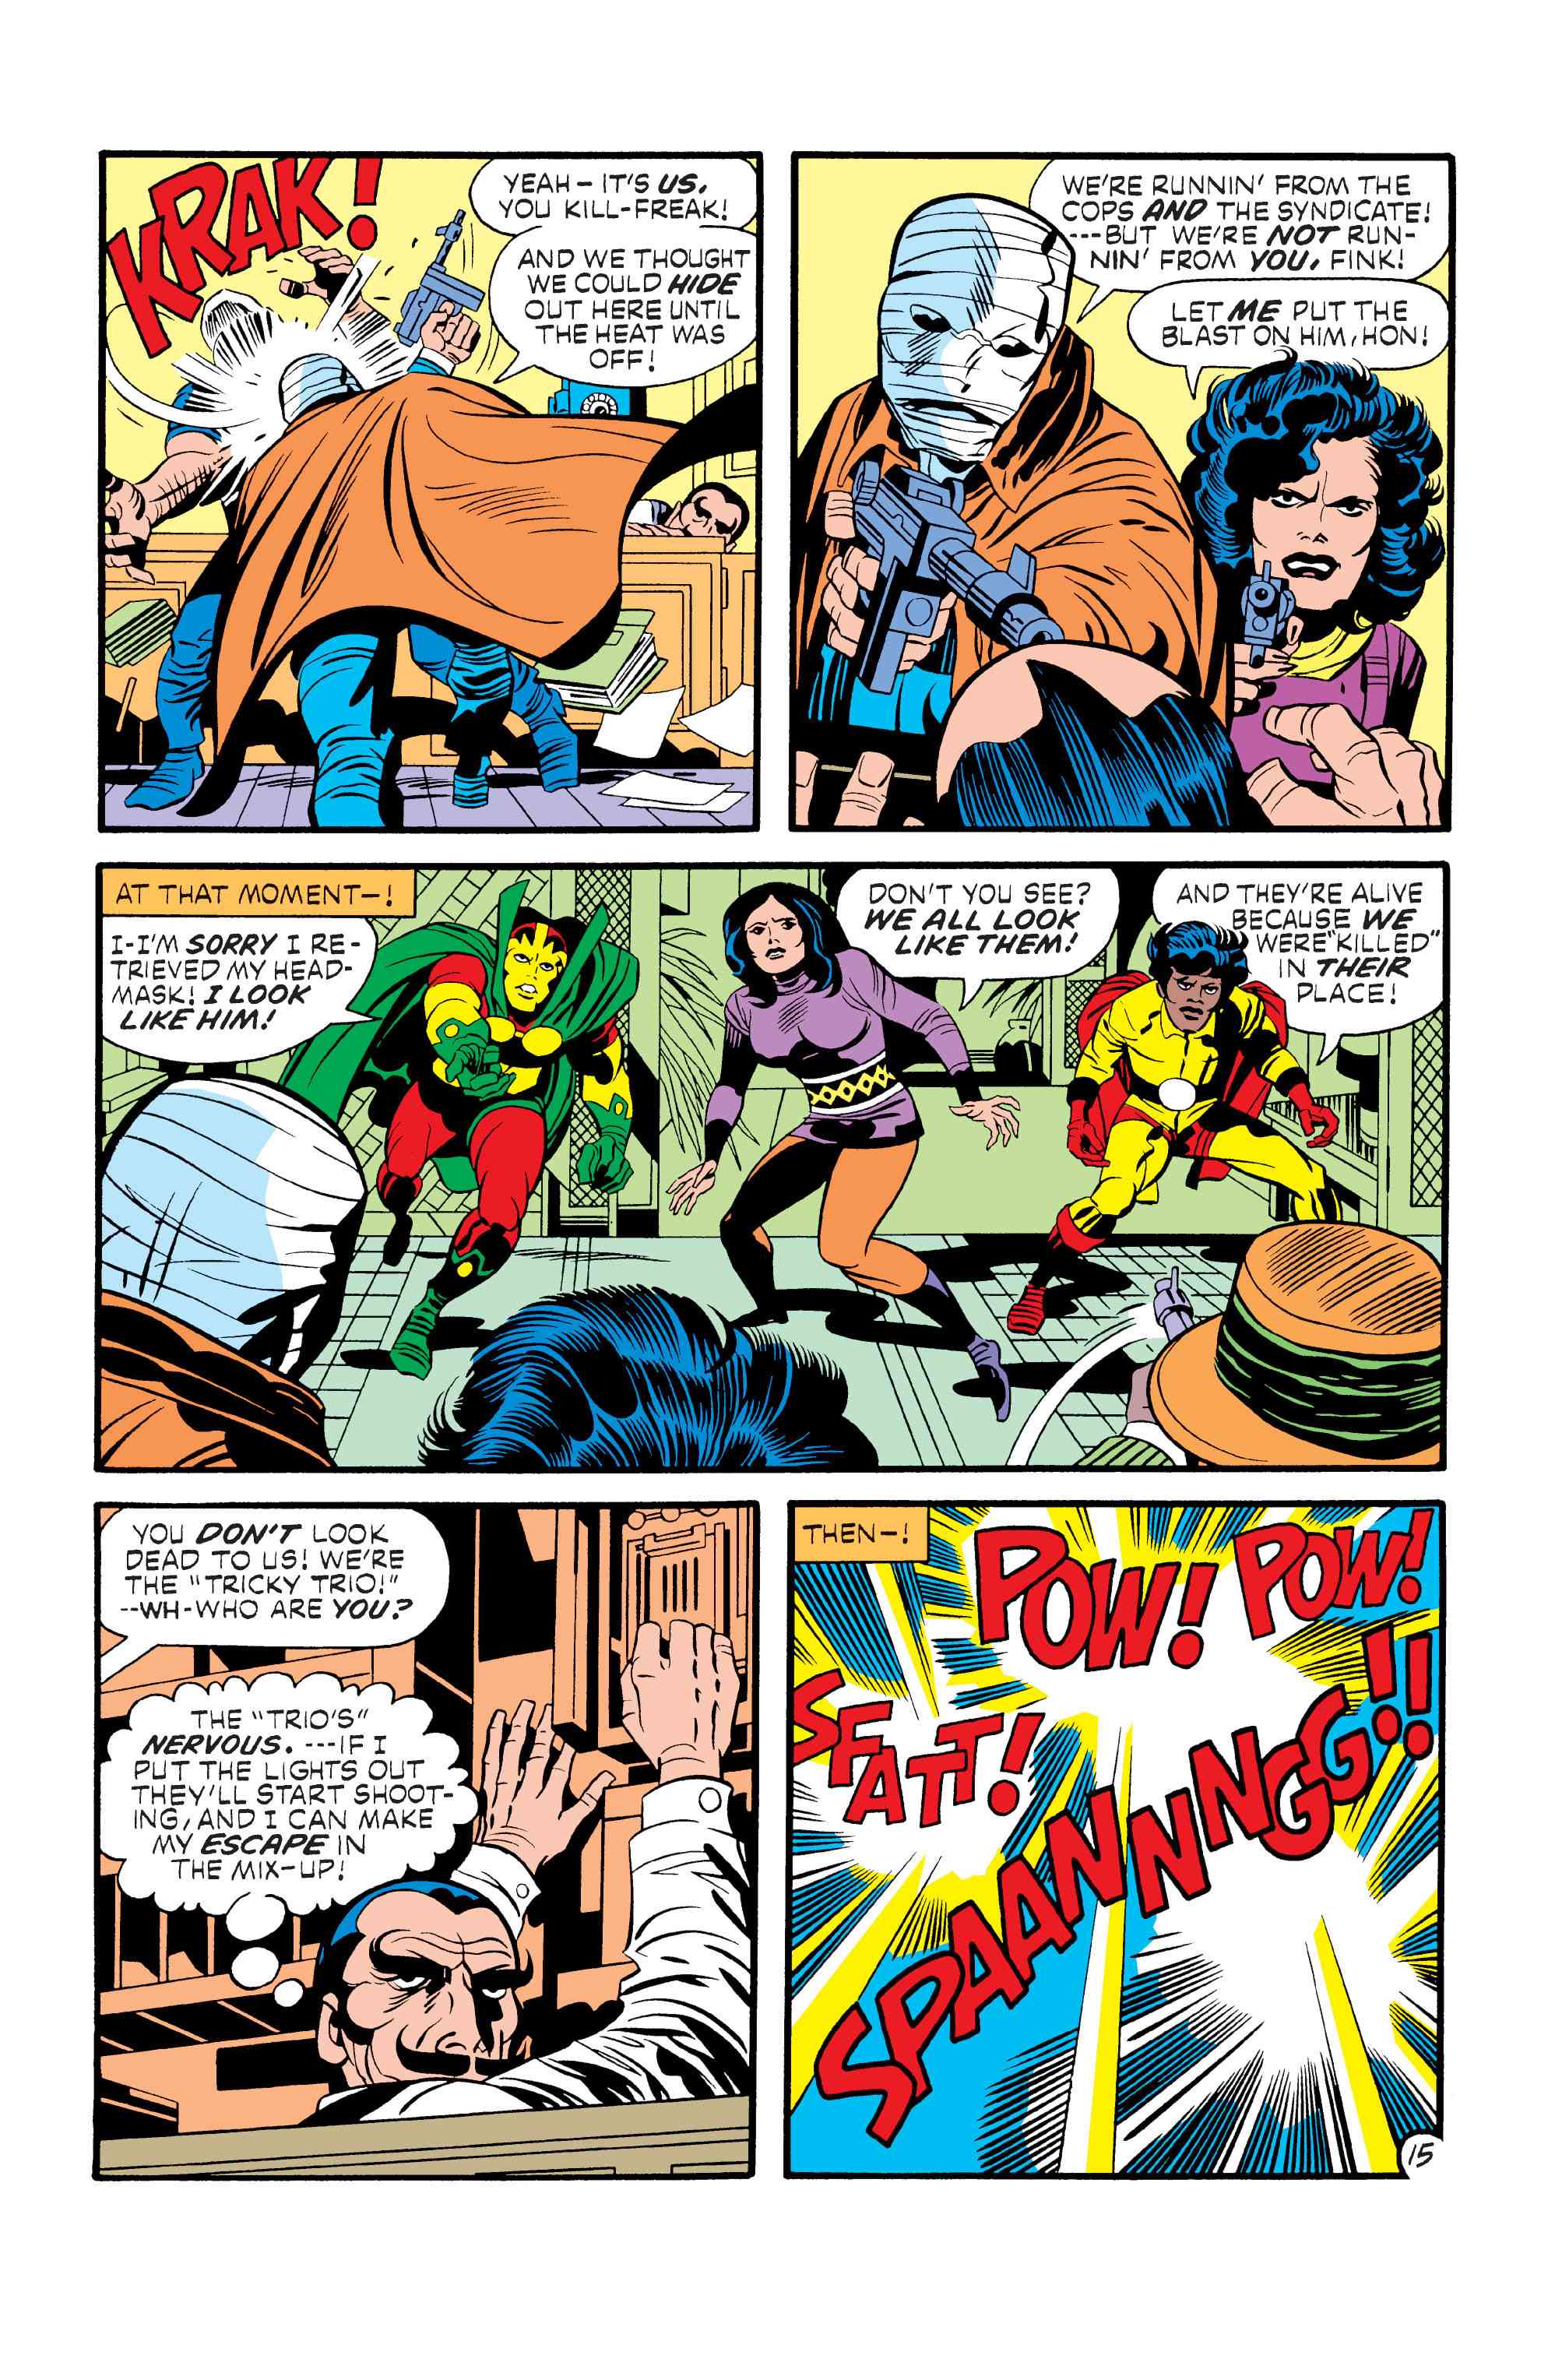 KRAK!
YEAH – IT'S US,
YOU KILL-FREAK!
AND WE THOUGHT
WE COULD HIDE
OUT HERE UNTIL
THE HEAT WAS
OFF!
WE'RE RUNNIN' FROM THE
COPS AND THE SYNDICATE!
---BUT WE'RE NOT RUN-
NIN' FROM YOU, FINK!
LET ME PUT THE
BLAST ON HIM, HON!
AT THAT MOMENT—!
I-I'M SORRY I RE-
TRIEVED MY HEAD-
MASK! I LOOK
LIKE HIM!
DON'T YOU SEE?
WE ALL LOOK
LIKE THEM!
AND THEY'RE ALIVE
BECAUSE WE
WERE "KILLED"
IN THEIR
PLACE!
YOU DON'T LOOK
DEAD TO US! WE'RE
THE "TRICKY TRIO!"
--WH-WHO ARE YOU?
THE "TRIO'S"
NERVOUS. ---IF I
PUT THE LIGHTS OUT
THEY'LL START SHOOT-
ING, AND I CAN MAKE
MY ESCAPE IN
THE MIX-UP!
THEN—!
POW! POW!
SFATT!
SPAANNNGG!!
15